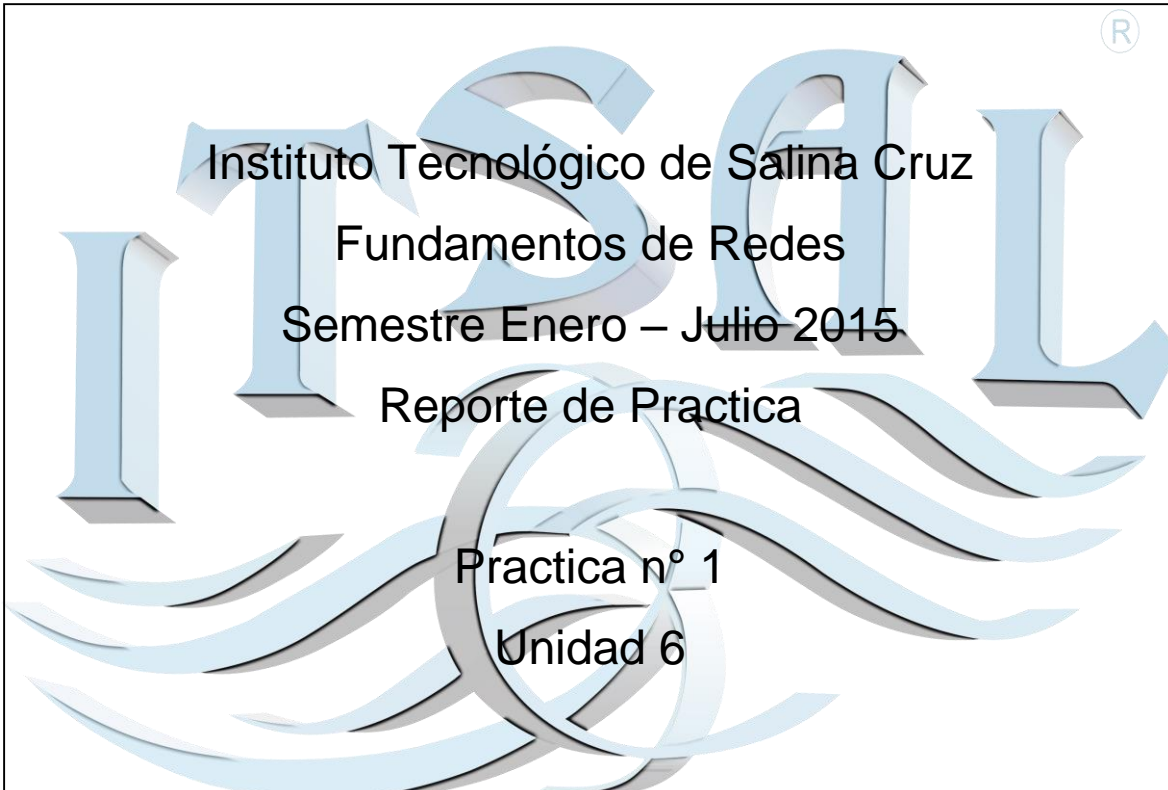 ®
ITSAL
Instituto Tecnológico de Salina Cruz
Fundamentos de Redes
Semestre Enero – Julio 2015
Reporte de Practica
Practica n° 1
Unidad 6